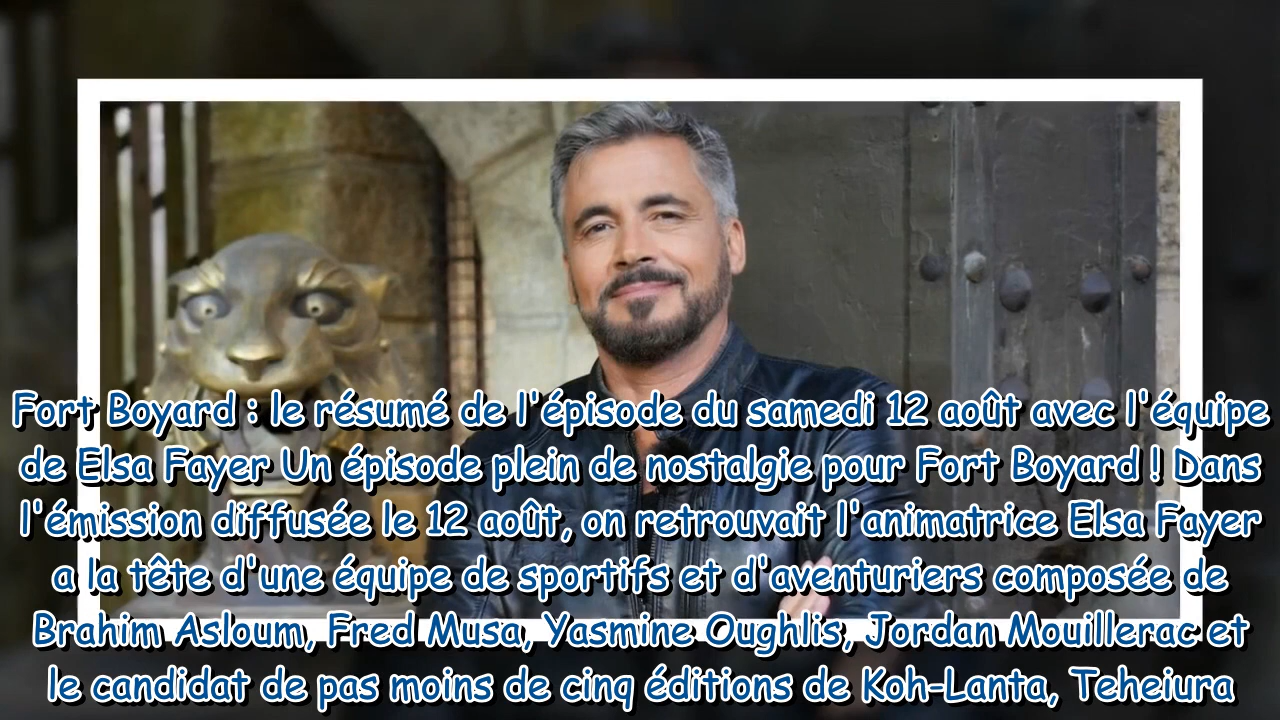 Fort Boyard : le résumé de l'épisode du samedi 12 août avec l'équipe
de Elsa Fayer Un épisode plein de nostalgie pour Fort Boyard ! Dans
l'émission diffusée le 12 août, on retrouvait l'animatrice Elsa Fayer
a la tête d'une équipe de sportifs et d'aventuriers composée de
Brahim Asloum, Fred Musa, Yasmine Oughlis, Jordan Mouillerac et
le candidat de pas moins de cinq éditions de Koh-Lanta, Teheiura